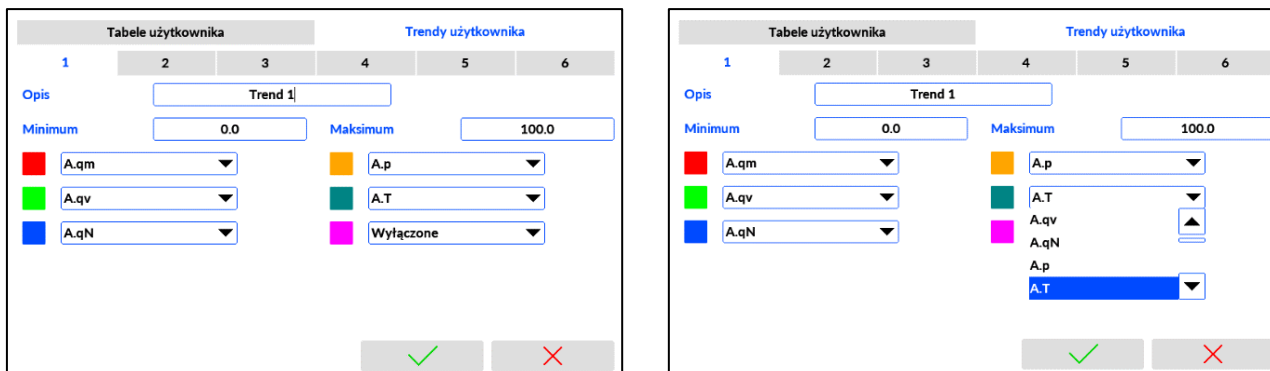 Tabele użytkownika Trendy użytkownika
1 2 3 4 5 6
Opis Trend 1
Minimum 0.0 Maksimum 100.0
A.qm A.p
A.qv A.T
A.qN Wyłączone
Tabele użytkownika Trendy użytkownika
1 2 3 4 5 6
Opis Trend 1
Minimum 0.0 Maksimum 100.0
A.qm A.p
A.qv A.T
A.qN
A.qv
A.qN
A.p
A.T